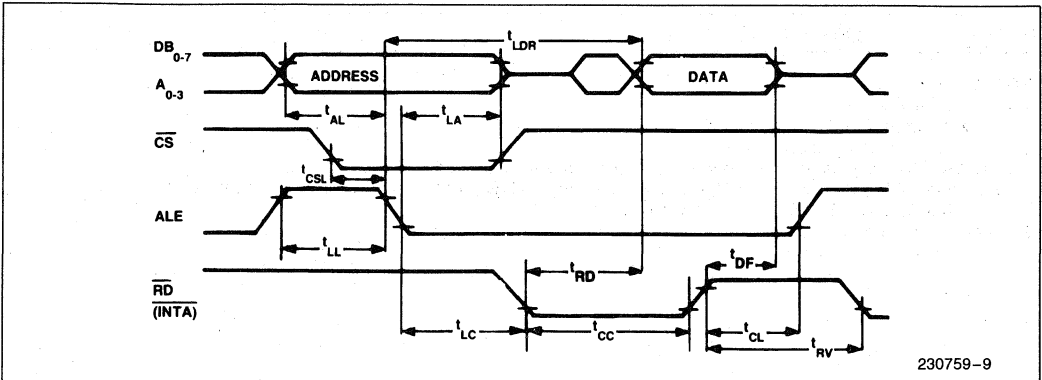 DB0-7
A0-3
ADDRESS
DATA
tLDR
tAL
tLA
CS
tCSL
ALE
tLL
tRD
tDF
RD
(INTA)
tLC
tCC
tCL
tRV
230759-9